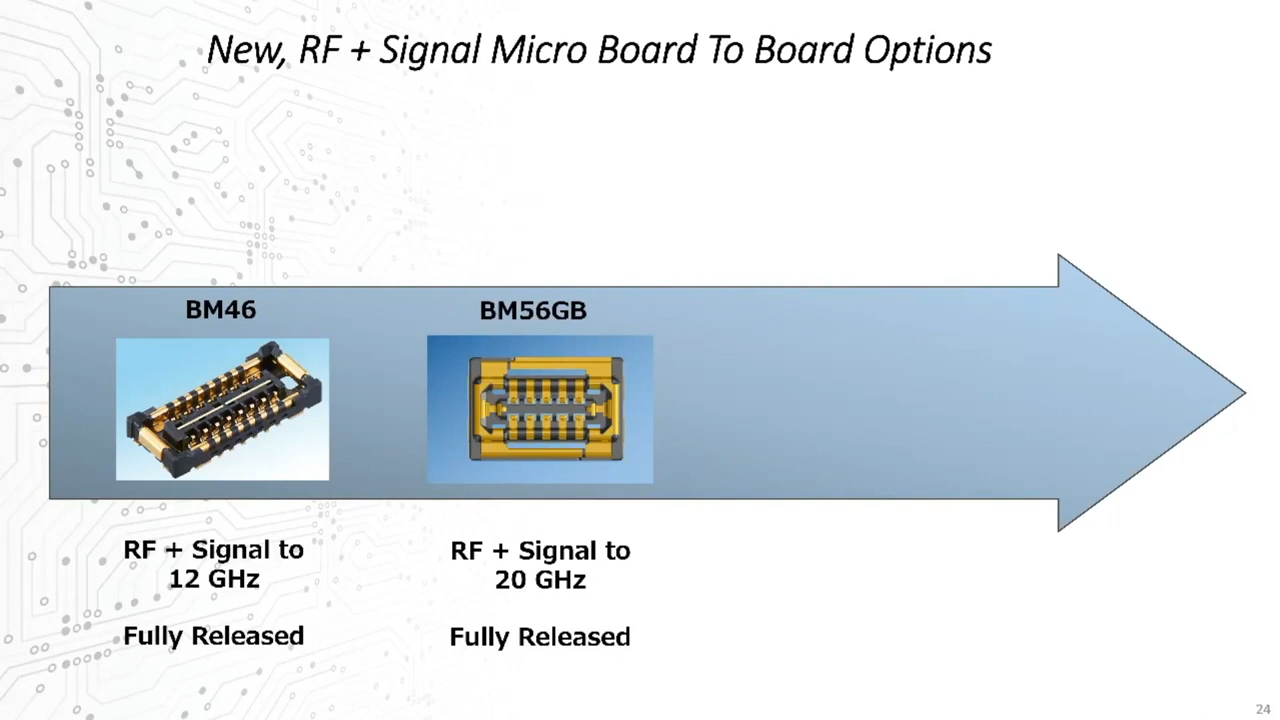 New, RF + Signal Micro Board To Board Options
BM46
BM56GB
RF + Signal to
12 GHz
Fully Released
RF + Signal to
20 GHz
Fully Released
24